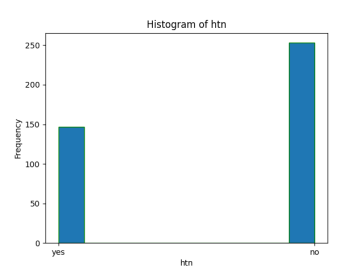 Histogram of htn
250
200
150
100
50
0
Frequency
yes
no
htn